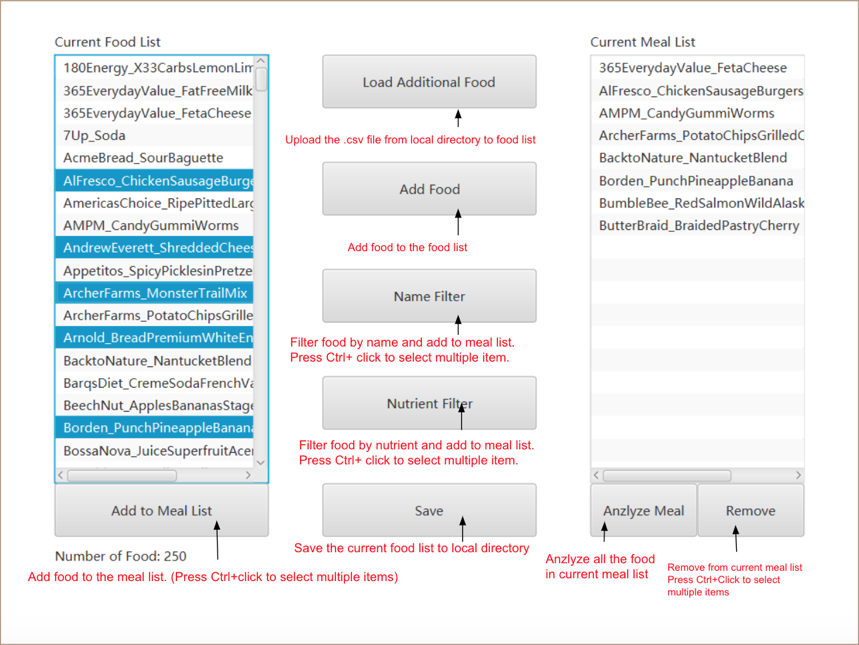 Current Food List
180Energy_X33CarbsLemonLim
365EverydayValue_FatFreeMilk
365EverydayValue_FetaCheese
7Up_Soda
AcmeBread_SourBaguette
AlFresco_ChickenSausageBurge
AmericasChoice_RipePittedLarg
AMPM_CandyGummiWorms
AndrewEverett_ShreddedChees
Appetitos_SpicyPicklesinPretze
ArcherFarms_MonsterTrailMix
ArcherFarms_PotatoChipsGrille
Arnold_BreadPremiumWhiteEn
BacktoNature_NantucketBlend
BarqsDiet_CremeSodaFrenchVa
BeechNut_ApplesBananasStage
Borden_PunchPineappleBanana
BossaNova_JuiceSuperfruitAcer
Add to Meal List
Number of Food: 250
Add food to the meal list. (Press Ctrl+click to select multiple items)
Load Additional Food
Upload the .csv file from local directory to food list
Add Food
Add food to the food list
Name Filter
Filter food by name and add to meal list.
Press Ctrl+ click to select multiple item.
Nutrient Filter
Filter food by nutrient and add to meal list.
Press Ctrl+ click to select multiple item.
Save
Save the current food list to local directory
Current Meal List
365EverydayValue_FetaCheese
AlFresco_ChickenSausageBurgers
AMPM_CandyGummiWorms
ArcherFarms_PotatoChipsGrilledC
BacktoNature_NantucketBlend
Borden_PunchPineappleBanana
BumbleBee_RedSalmonWildAlask
ButterBraid_BraidedPastryCherry
Anzlyze Meal
Remove
Anzlyze all the food
in current meal list
Remove from current meal list
Press Ctrl+Click to select
multiple items